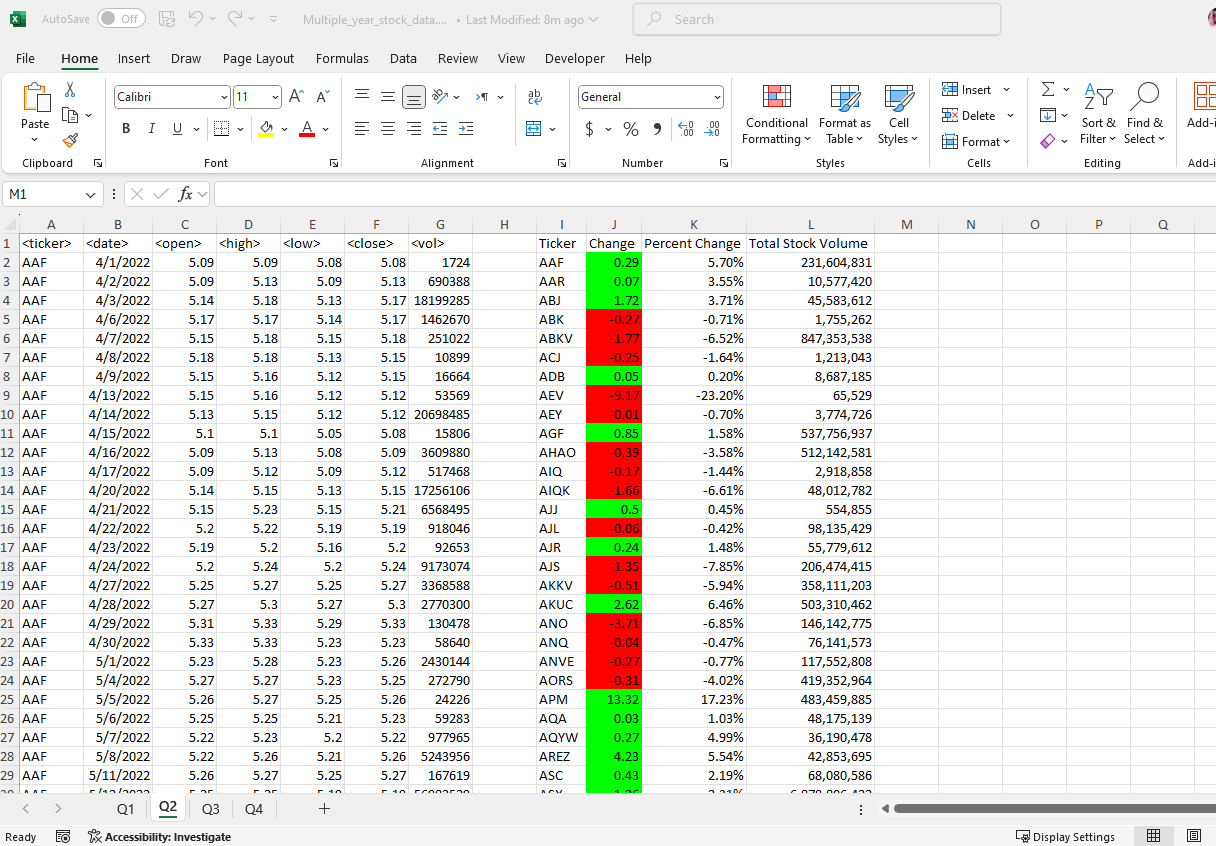 AutoSave Off Multiple_year_stock_data.... • Last Modified: 8m ago Search
File Home Insert Draw Page Layout Formulas Data Review View Developer Help
Paste Calibri 11 ab General Conditional Formatting Format as Table Cell Styles Insert Delete Format Sort & Filter Find & Select Add-i
B I U A $ % 9
Clipboard Font Alignment Number Styles Cells Editing Add-i
M1 fx
A B C D E F G H I J K L M N O P Q
1 <ticker> <date> <open> <high> <low> <close> <vol> Ticker Change Percent Change Total Stock Volume
2 AAF 4/1/2022 5.09 5.09 5.08 5.08 1724 AAF 0.29 5.70% 231,604,831
3 AAF 4/2/2022 5.09 5.13 5.09 5.13 690388 AAR 0.07 3.55% 10,577,420
4 AAF 4/3/2022 5.14 5.18 5.13 5.17 18199285 ABJ 1.72 3.71% 45,583,612
5 AAF 4/6/2022 5.17 5.17 5.14 5.17 1462670 ABK -0.27 -0.71% 1,755,262
6 AAF 4/7/2022 5.15 5.18 5.15 5.18 251022 ABKV -1.77 -6.52% 847,353,538
7 AAF 4/8/2022 5.18 5.18 5.13 5.15 10899 ACJ -0.25 -1.64% 1,213,043
8 AAF 4/9/2022 5.15 5.16 5.12 5.15 16664 ADB 0.05 0.20% 8,687,185
9 AAF 4/13/2022 5.15 5.16 5.12 5.12 53569 AEV -9.17 -23.20% 65,529
10 AAF 4/14/2022 5.13 5.15 5.12 5.12 20698485 AEY -0.01 -0.70% 3,774,726
11 AAF 4/15/2022 5.1 5.1 5.05 5.08 15806 AGF 0.85 1.58% 537,756,937
12 AAF 4/16/2022 5.09 5.13 5.08 5.09 3609880 AHAO -0.39 -3.58% 512,142,581
13 AAF 4/17/2022 5.09 5.12 5.09 5.12 517468 AIQ -0.17 -1.44% 2,918,858
14 AAF 4/20/2022 5.14 5.15 5.13 5.15 17256106 AIQK -1.66 -6.61% 48,012,782
15 AAF 4/21/2022 5.15 5.23 5.15 5.21 6568495 AJJ 0.5 0.45% 554,855
16 AAF 4/22/2022 5.2 5.22 5.19 5.19 918046 AJL -0.06 -0.42% 98,135,429
17 AAF 4/23/2022 5.19 5.2 5.16 5.2 92653 AJR 0.24 1.48% 55,779,612
18 AAF 4/24/2022 5.2 5.24 5.2 5.24 9173074 AJS -1.35 -7.85% 206,474,415
19 AAF 4/27/2022 5.25 5.27 5.25 5.27 3368588 AKKV -0.51 -5.94% 358,111,203
20 AAF 4/28/2022 5.27 5.3 5.27 5.3 2770300 AKUC 2.62 6.46% 503,310,462
21 AAF 4/29/2022 5.31 5.33 5.29 5.33 130478 ANO -3.71 -6.85% 146,142,775
22 AAF 4/30/2022 5.33 5.33 5.23 5.23 58640 ANQ -0.04 -0.47% 76,141,573
23 AAF 5/1/2022 5.23 5.28 5.23 5.26 2430144 ANVE -0.27 -0.77% 117,552,808
24 AAF 5/4/2022 5.27 5.27 5.23 5.25 272790 AORS -0.31 -4.02% 419,352,964
25 AAF 5/5/2022 5.26 5.27 5.25 5.26 24226 APM 13.32 17.23% 483,459,885
26 AAF 5/6/2022 5.25 5.25 5.21 5.23 59283 AQA 0.03 1.03% 48,175,139
27 AAF 5/7/2022 5.22 5.23 5.2 5.22 977965 AQYW 0.27 4.99% 36,190,478
28 AAF 5/8/2022 5.22 5.26 5.21 5.26 5243956 AREZ 4.23 5.54% 42,853,695
29 AAF 5/11/2022 5.26 5.27 5.25 5.27 167619 ASC 0.43 2.19% 68,080,586
Q1 Q2 Q3 Q4
Ready Accessibility: Investigate Display Settings